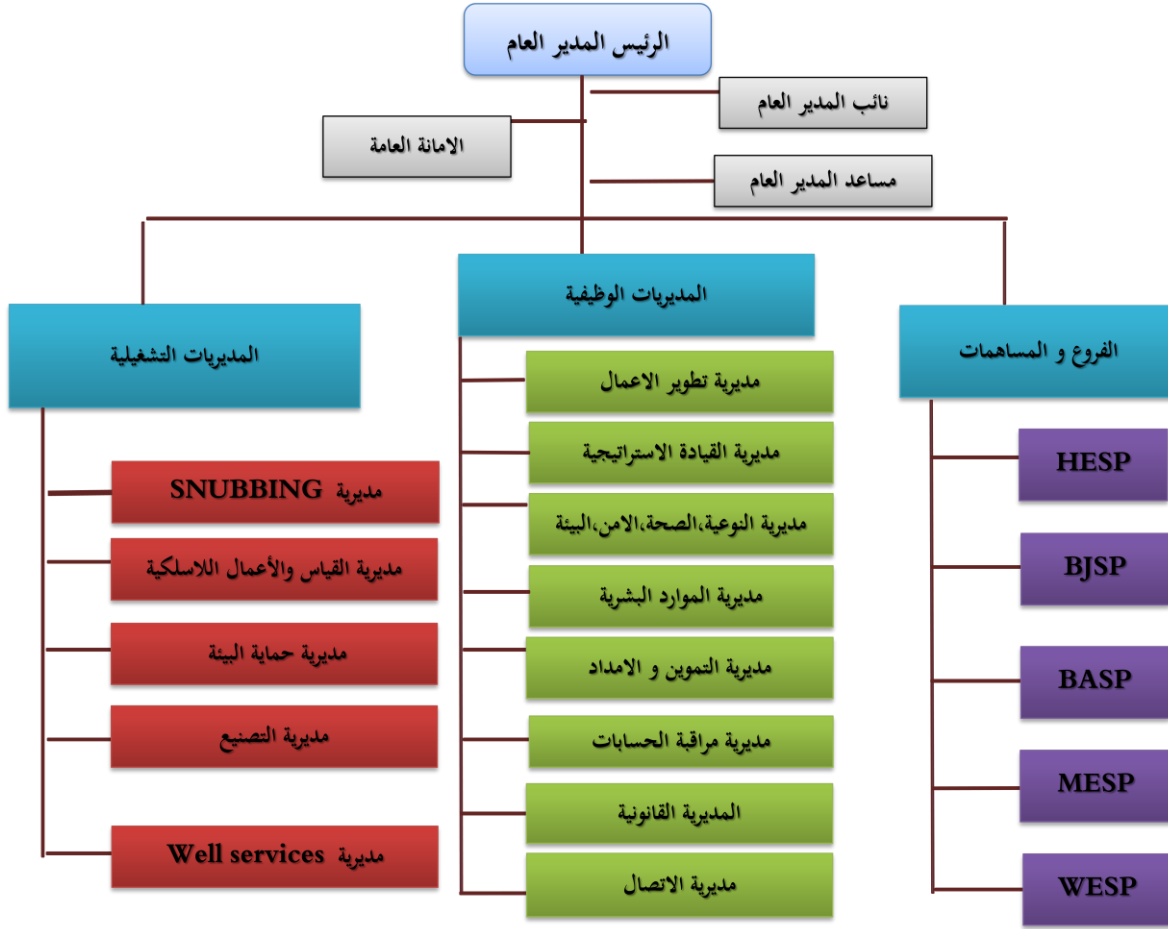 الرئيس المدير العام
نائب المدير العام
الامانة العامة
مساعد المدير العام
الفروع و المساهمات
HESP
BJSP
BASP
MESP
WESP
المديريات الوظيفية
مديرية تطوير الاعمال
مديرية القيادة الاستراتيجية
مديرية النوعية،الصحة،الامن،البيئة
مديرية الموارد البشرية
مديرية التموين و الامداد
مديرية مراقبة الحسابات
المديرية القانونية
مديرية الاتصال
المديريات التشغيلية
مديرية SNUBBING
مديرية القياس والأعمال اللاسلكية
مديرية حماية البيئة
مديرية التصنيع
مديرية Well services